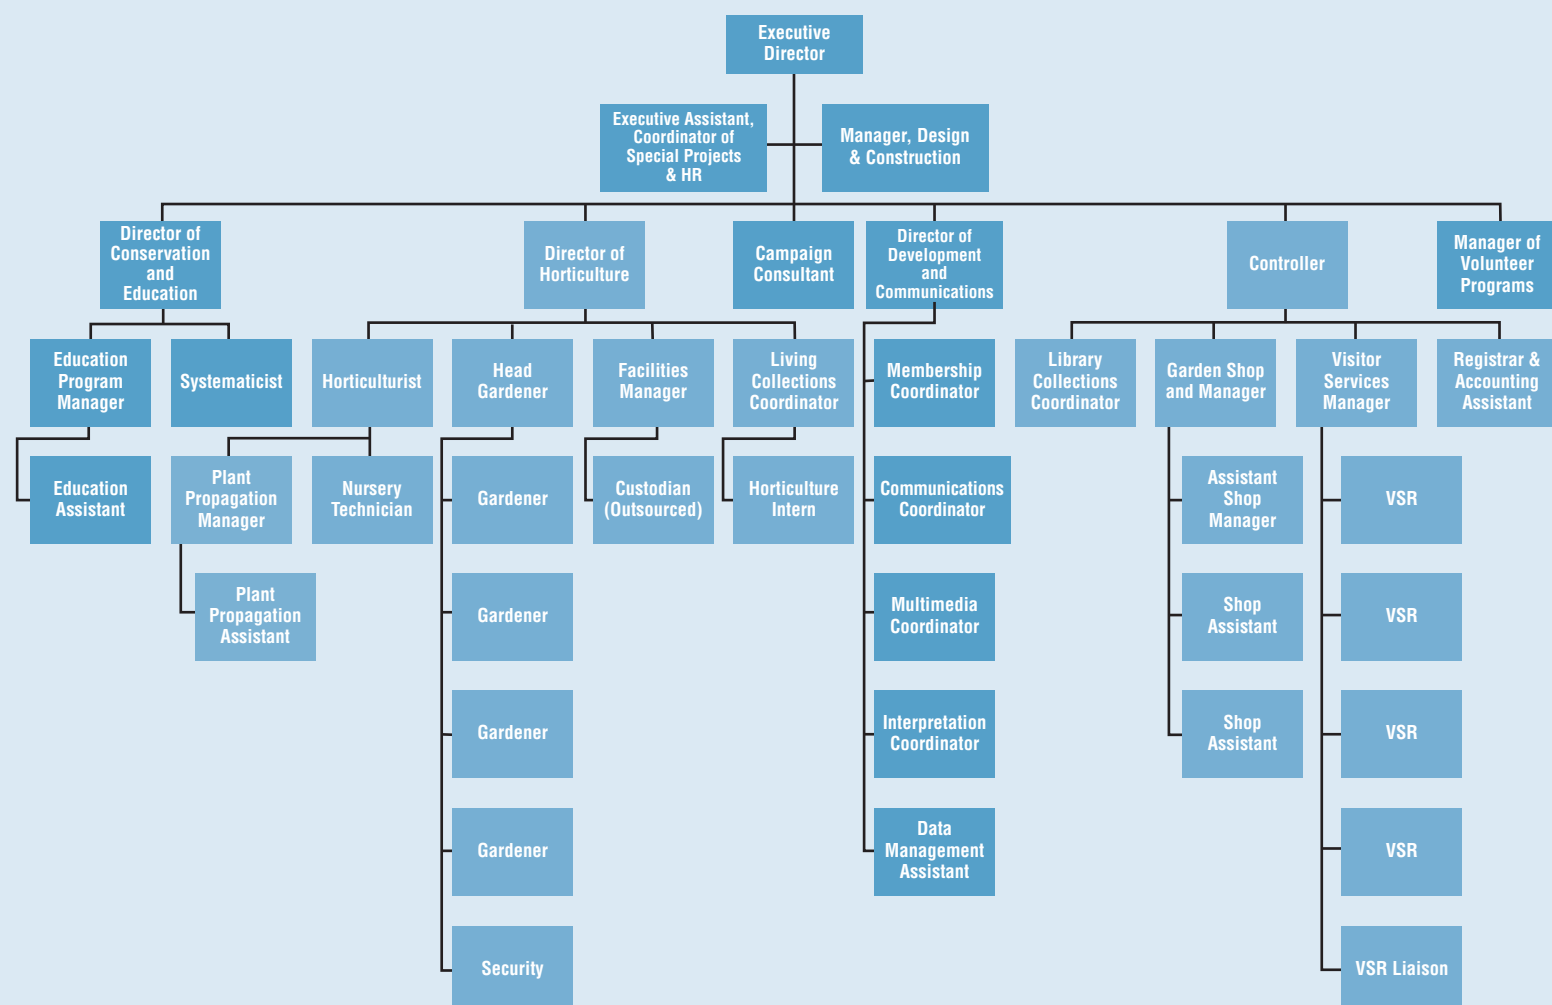 Executive
Director
Executive Assistant,
Coordinator of
Special Projects
& HR
Manager, Design
& Construction
Director of
Conservation
and
Education
Director of
Horticulture
Campaign
Consultant
Director of
Development
and
Communications
Controller
Manager of
Volunteer
Programs
Education
Program
Manager
Systematicist
Horticulturist
Head
Gardener
Facilities
Manager
Living
Collections
Coordinator
Membership
Coordinator
Library
Collections
Coordinator
Garden Shop
and Manager
Visitor
Services
Manager
Registrar &
Accounting
Assistant
Education
Assistant
Plant
Propagation
Manager
Nursery
Technician
Gardener
Custodian
(Outsourced)
Horticulture
Intern
Communications
Coordinator
Assistant
Shop
Manager
VSR
Plant
Propagation
Assistant
Gardener
Multimedia
Coordinator
Shop
Assistant
VSR
Gardener
Interpretation
Coordinator
Shop
Assistant
VSR
Gardener
Data
Management
Assistant
VSR
Security
VSR Liaison